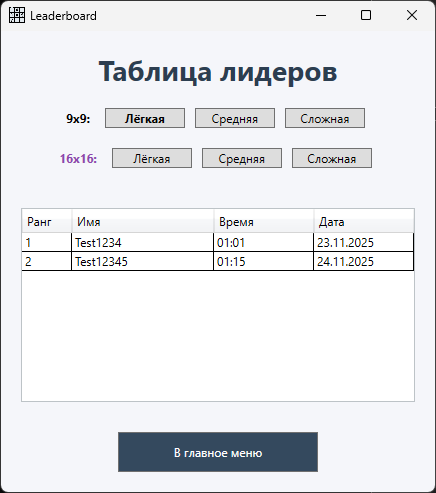 Leaderboard
Таблица лидеров
9x9: Лёгкая Средняя Сложная
16x16: Лёгкая Средняя Сложная
Ранг Имя Время Дата
1 Test1234 01:01 23.11.2025
2 Test12345 01:15 24.11.2025
В главное меню